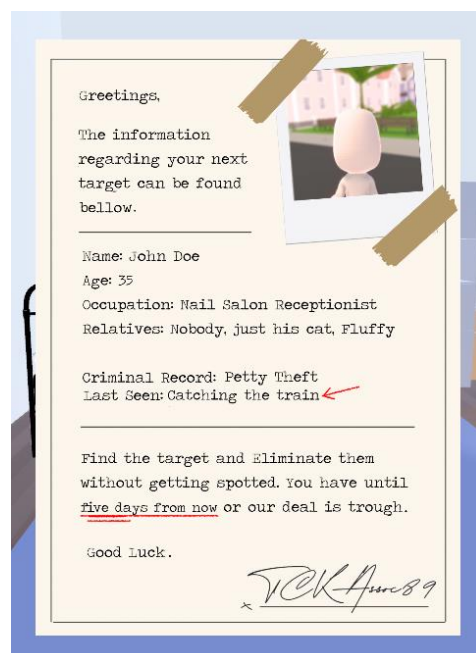 Greetings,
The information
regarding your next
target can be found
bellow.
Name: John Doe
Age: 35
Occupation: Nail Salon Receptionist
Relatives: Nobody, just his cat, Fluffy
Criminal Record: Petty Theft
Last Seen: Catching the train
Find the target and Eliminate them
without getting spotted. You have until
five days from now or our deal is trough.
Good Luck.
x